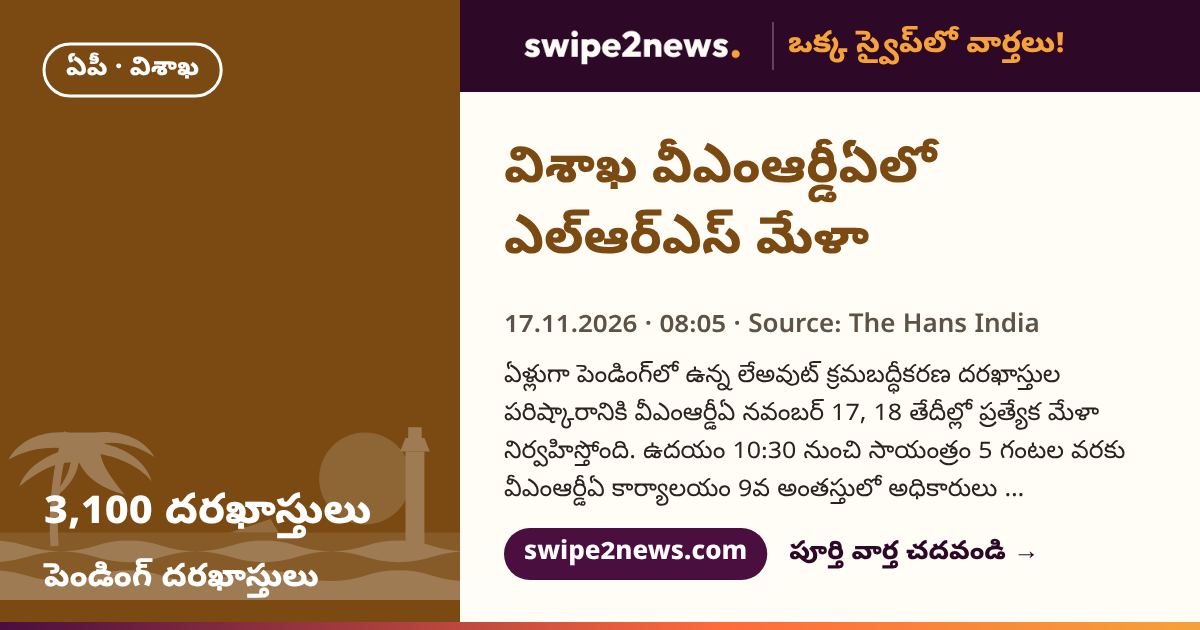 ఏపీ · విశాఖ
3,100 దరఖాస్తులు
పెండింగ్ దరఖాస్తులు
swipe2news.
ఒక్క స్వైప్‌లో వార్తలు!
విశాఖ వీఎంఆర్డీఏలో
ఎల్ఆర్ఎస్ మేళా
17.11.2026 · 08:05 · Source: The Hans India
ఏళ్లుగా పెండింగ్‌లో ఉన్న లేఅవుట్ క్రమబద్ధీకరణ దరఖాస్తుల
పరిష్కారానికి వీఎంఆర్డీఏ నవంబర్ 17, 18 తేదీల్లో ప్రత్యేక మేళా
నిర్వహిస్తోంది. ఉదయం 10:30 నుంచి సాయంత్రం 5 గంటల వరకు
వీఎంఆర్డీఏ కార్యాలయం 9వ అంతస్తులో అధికారులు ...
swipe2news.com
పూర్తి వార్త చదవండి →